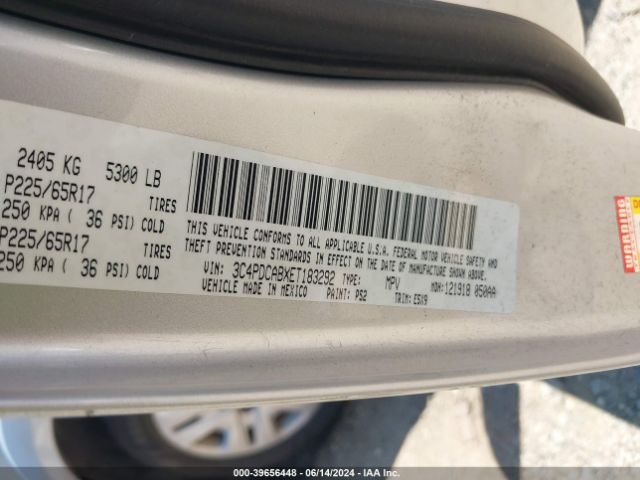 2405 KG 5300 LB
P225/65R17 TIRES
250 KPA ( 36 PSI) COLD
P225/65R17 TIRES
250 KPA ( 36 PSI) COLD
THIS VEHICLE CONFORMS TO ALL APPLICABLE U.S.A. FEDERAL MOTOR VEHICLE SAFETY AND
THEFT PREVENTION STANDARDS IN EFFECT ON THE DATE OF MANUFACTURE SHOWN ABOVE.
VIN: 3C4PDCABXET183292 TYPE: MPV MDH: 121918 050AA
VEHICLE MADE IN MEXICO PAINT: PS2 TRIM: E5X9
WARNING
000-39656448 - 06/14/2024 - IAA Inc.